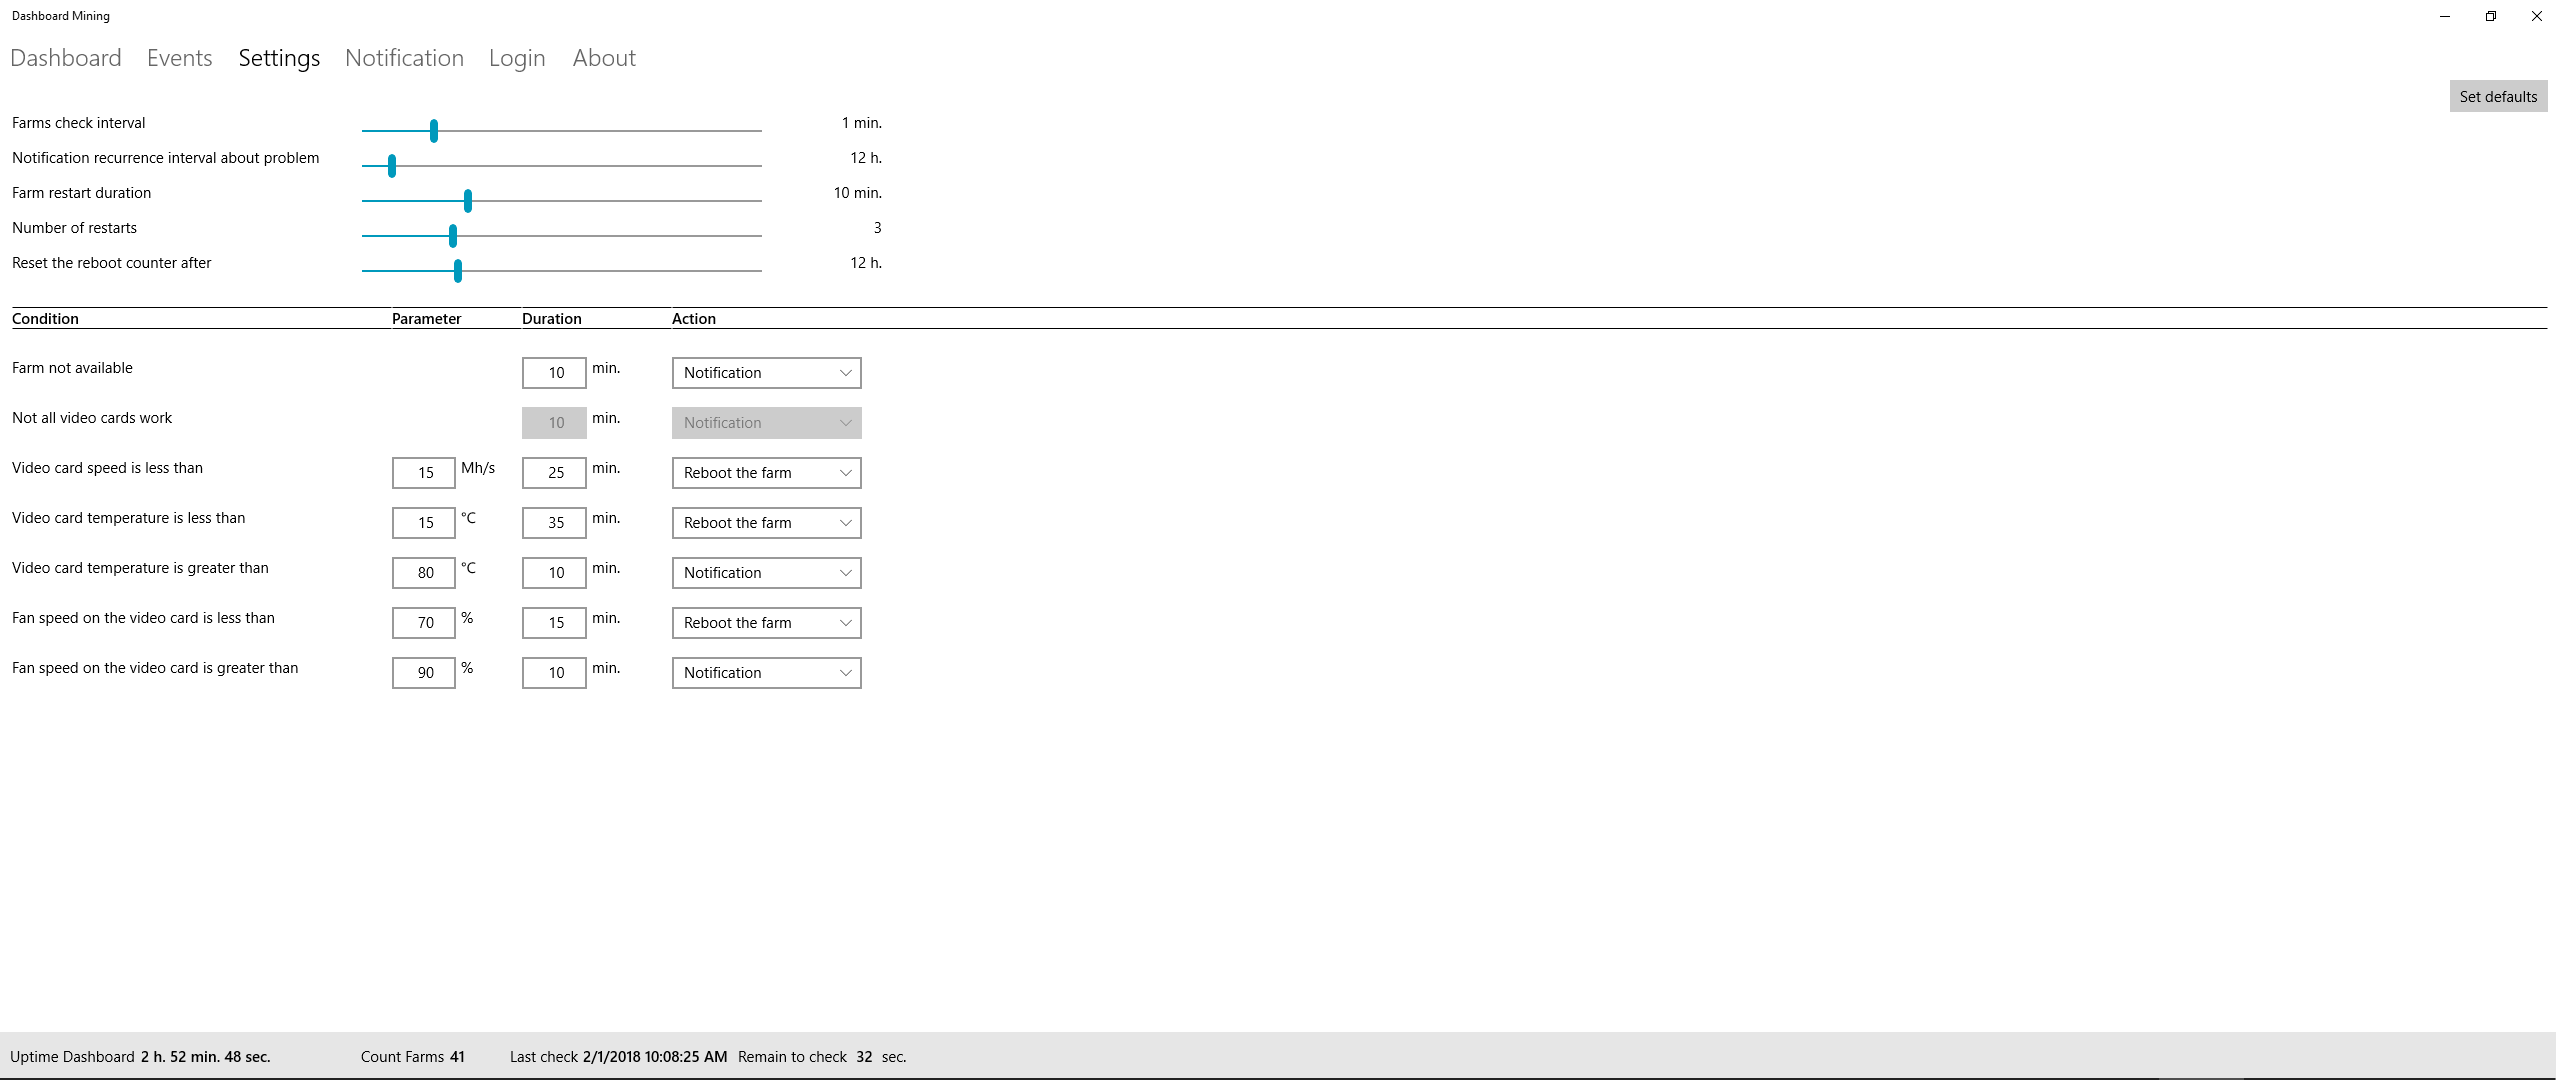 Dashboard Mining
Dashboard Events Settings Notification Login About
Set defaults
Farms check interval 1 min.
Notification recurrence interval about problem 12 h.
Farm restart duration 10 min.
Number of restarts 3
Reset the reboot counter after 12 h.
Condition Parameter Duration Action
Farm not available 10 min. Notification
Not all video cards work 10 min. Notification
Video card speed is less than 15 Mh/s 25 min. Reboot the farm
Video card temperature is less than 15 °C 35 min. Reboot the farm
Video card temperature is greater than 80 °C 10 min. Notification
Fan speed on the video card is less than 70 % 15 min. Reboot the farm
Fan speed on the video card is greater than 90 % 10 min. Notification
Uptime Dashboard 2 h. 52 min. 48 sec. Count Farms 41 Last check 2/1/2018 10:08:25 AM Remain to check 32 sec.